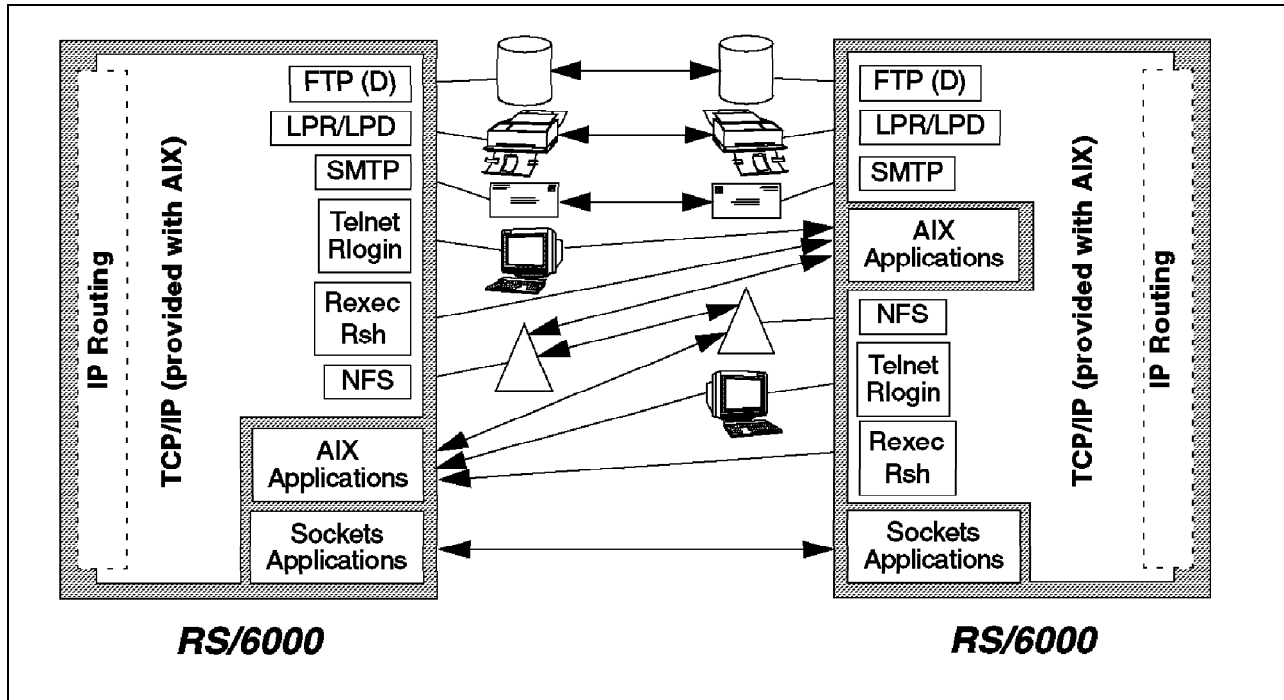 IP Routing
TCP/IP (provided with AIX)
FTP (D)
LPR/LPD
SMTP
Telnet
Rlogin
Rexec
Rsh
NFS
AIX
Applications
Sockets
Applications
RS/6000
FTP (D)
LPR/LPD
SMTP
AIX
Applications
NFS
Telnet
Rlogin
Rexec
Rsh
Sockets
Applications
TCP/IP (provided with AIX)
IP Routing
RS/6000